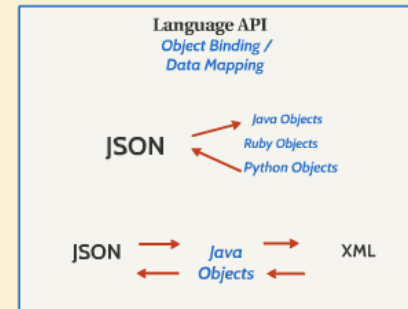 Language API
Object Binding /
Data Mapping
Java Objects
JSON
Ruby Objects
Python Objects
JSON Java XML
Objects